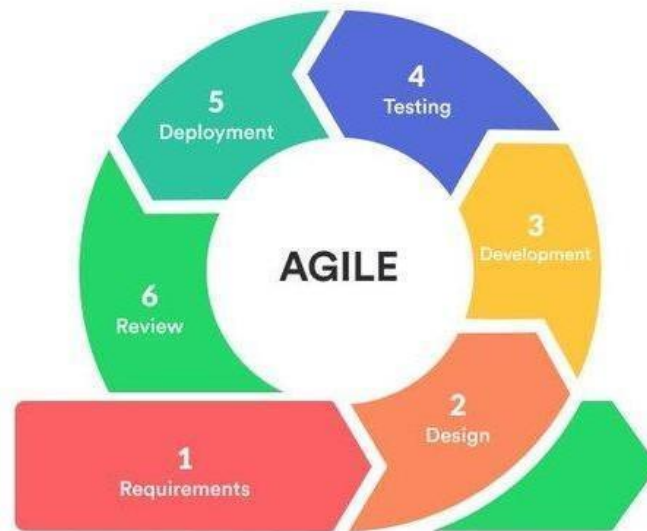 4
Testing
5
Deployment
3
Development
AGILE
6
Review
2
Design
1
Requirements